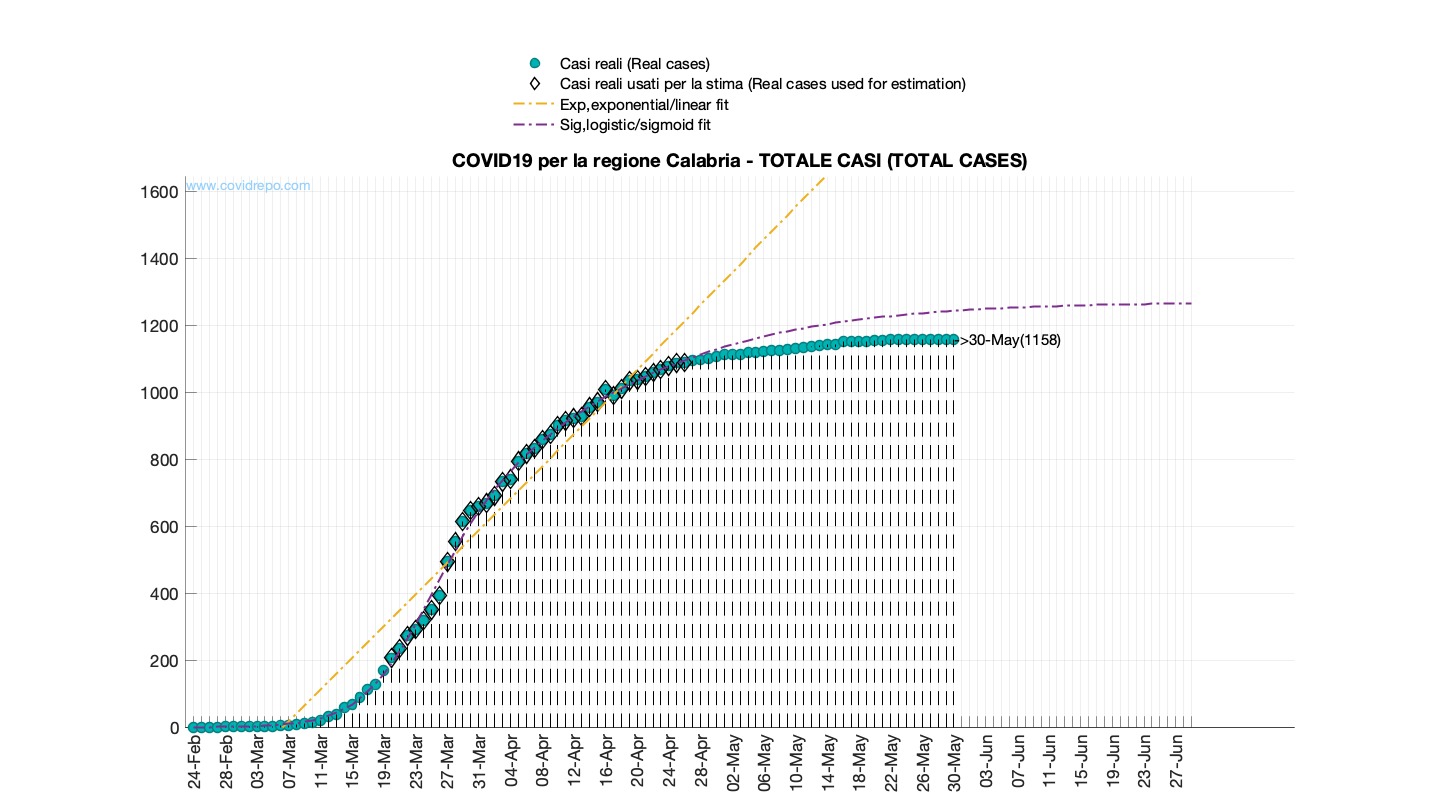 Casi reali (Real cases)
Casi reali usati per la stima (Real cases used for estimation)
Exp,exponential/linear fit
Sig,logistic/sigmoid fit
COVID19 per la regione Calabria - TOTALE CASI (TOTAL CASES)
www.covidrepo.com
1600
1400
1200
1000
800
600
400
200
0
->30-May(1158)
24-Feb
28-Feb
03-Mar
07-Mar
11-Mar
15-Mar
19-Mar
23-Mar
27-Mar
31-Mar
04-Apr
08-Apr
12-Apr
16-Apr
20-Apr
24-Apr
28-Apr
02-May
06-May
10-May
14-May
18-May
22-May
26-May
30-May
03-Jun
07-Jun
11-Jun
15-Jun
19-Jun
23-Jun
27-Jun